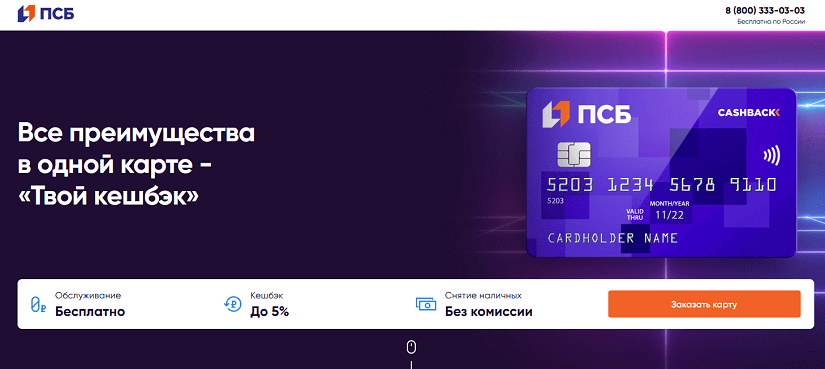 ПСБ
8 (800) 333-03-03
Бесплатно по России
Все преимущества
в одной карте -
«Твой кешбэк»
ПСБ
CASHBACK
5203 1234 5678 9110
5203
MONTH/YEAR
VALID
THRU
11/22
CARDHOLDER NAME
Обслуживание
Бесплатно
Кешбэк
До 5%
Снятие наличных
Без комиссии
Заказать карту